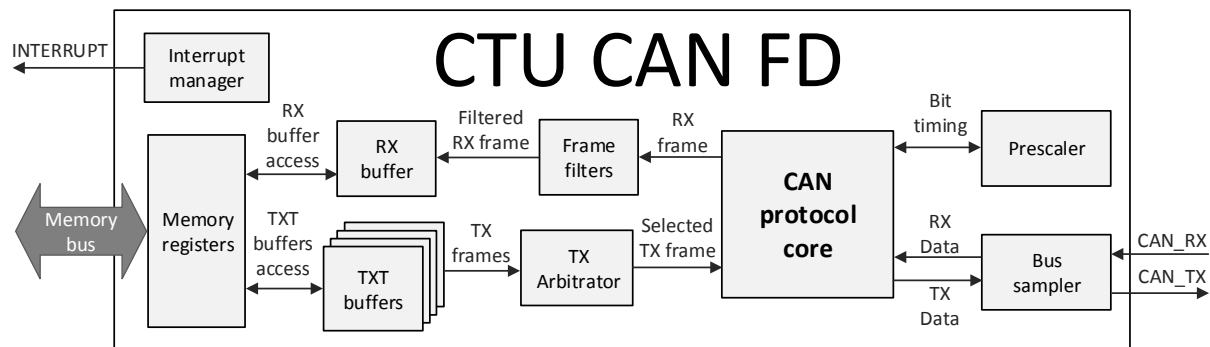 CTU CAN FD
INTERRUPT
Interrupt
manager
RX
buffer
access
RX
buffer
Filtered
RX frame
Frame
filters
RX
frame
CAN
protocol
core
Bit
timing
Prescaler
Memory
bus
Memory
registers
TXT
buffers
access
TXT
buffers
TX
frames
TX
Arbitrator
Selected
TX frame
RX
Data
TX
Data
Bus
sampler
CAN_RX
CAN_TX